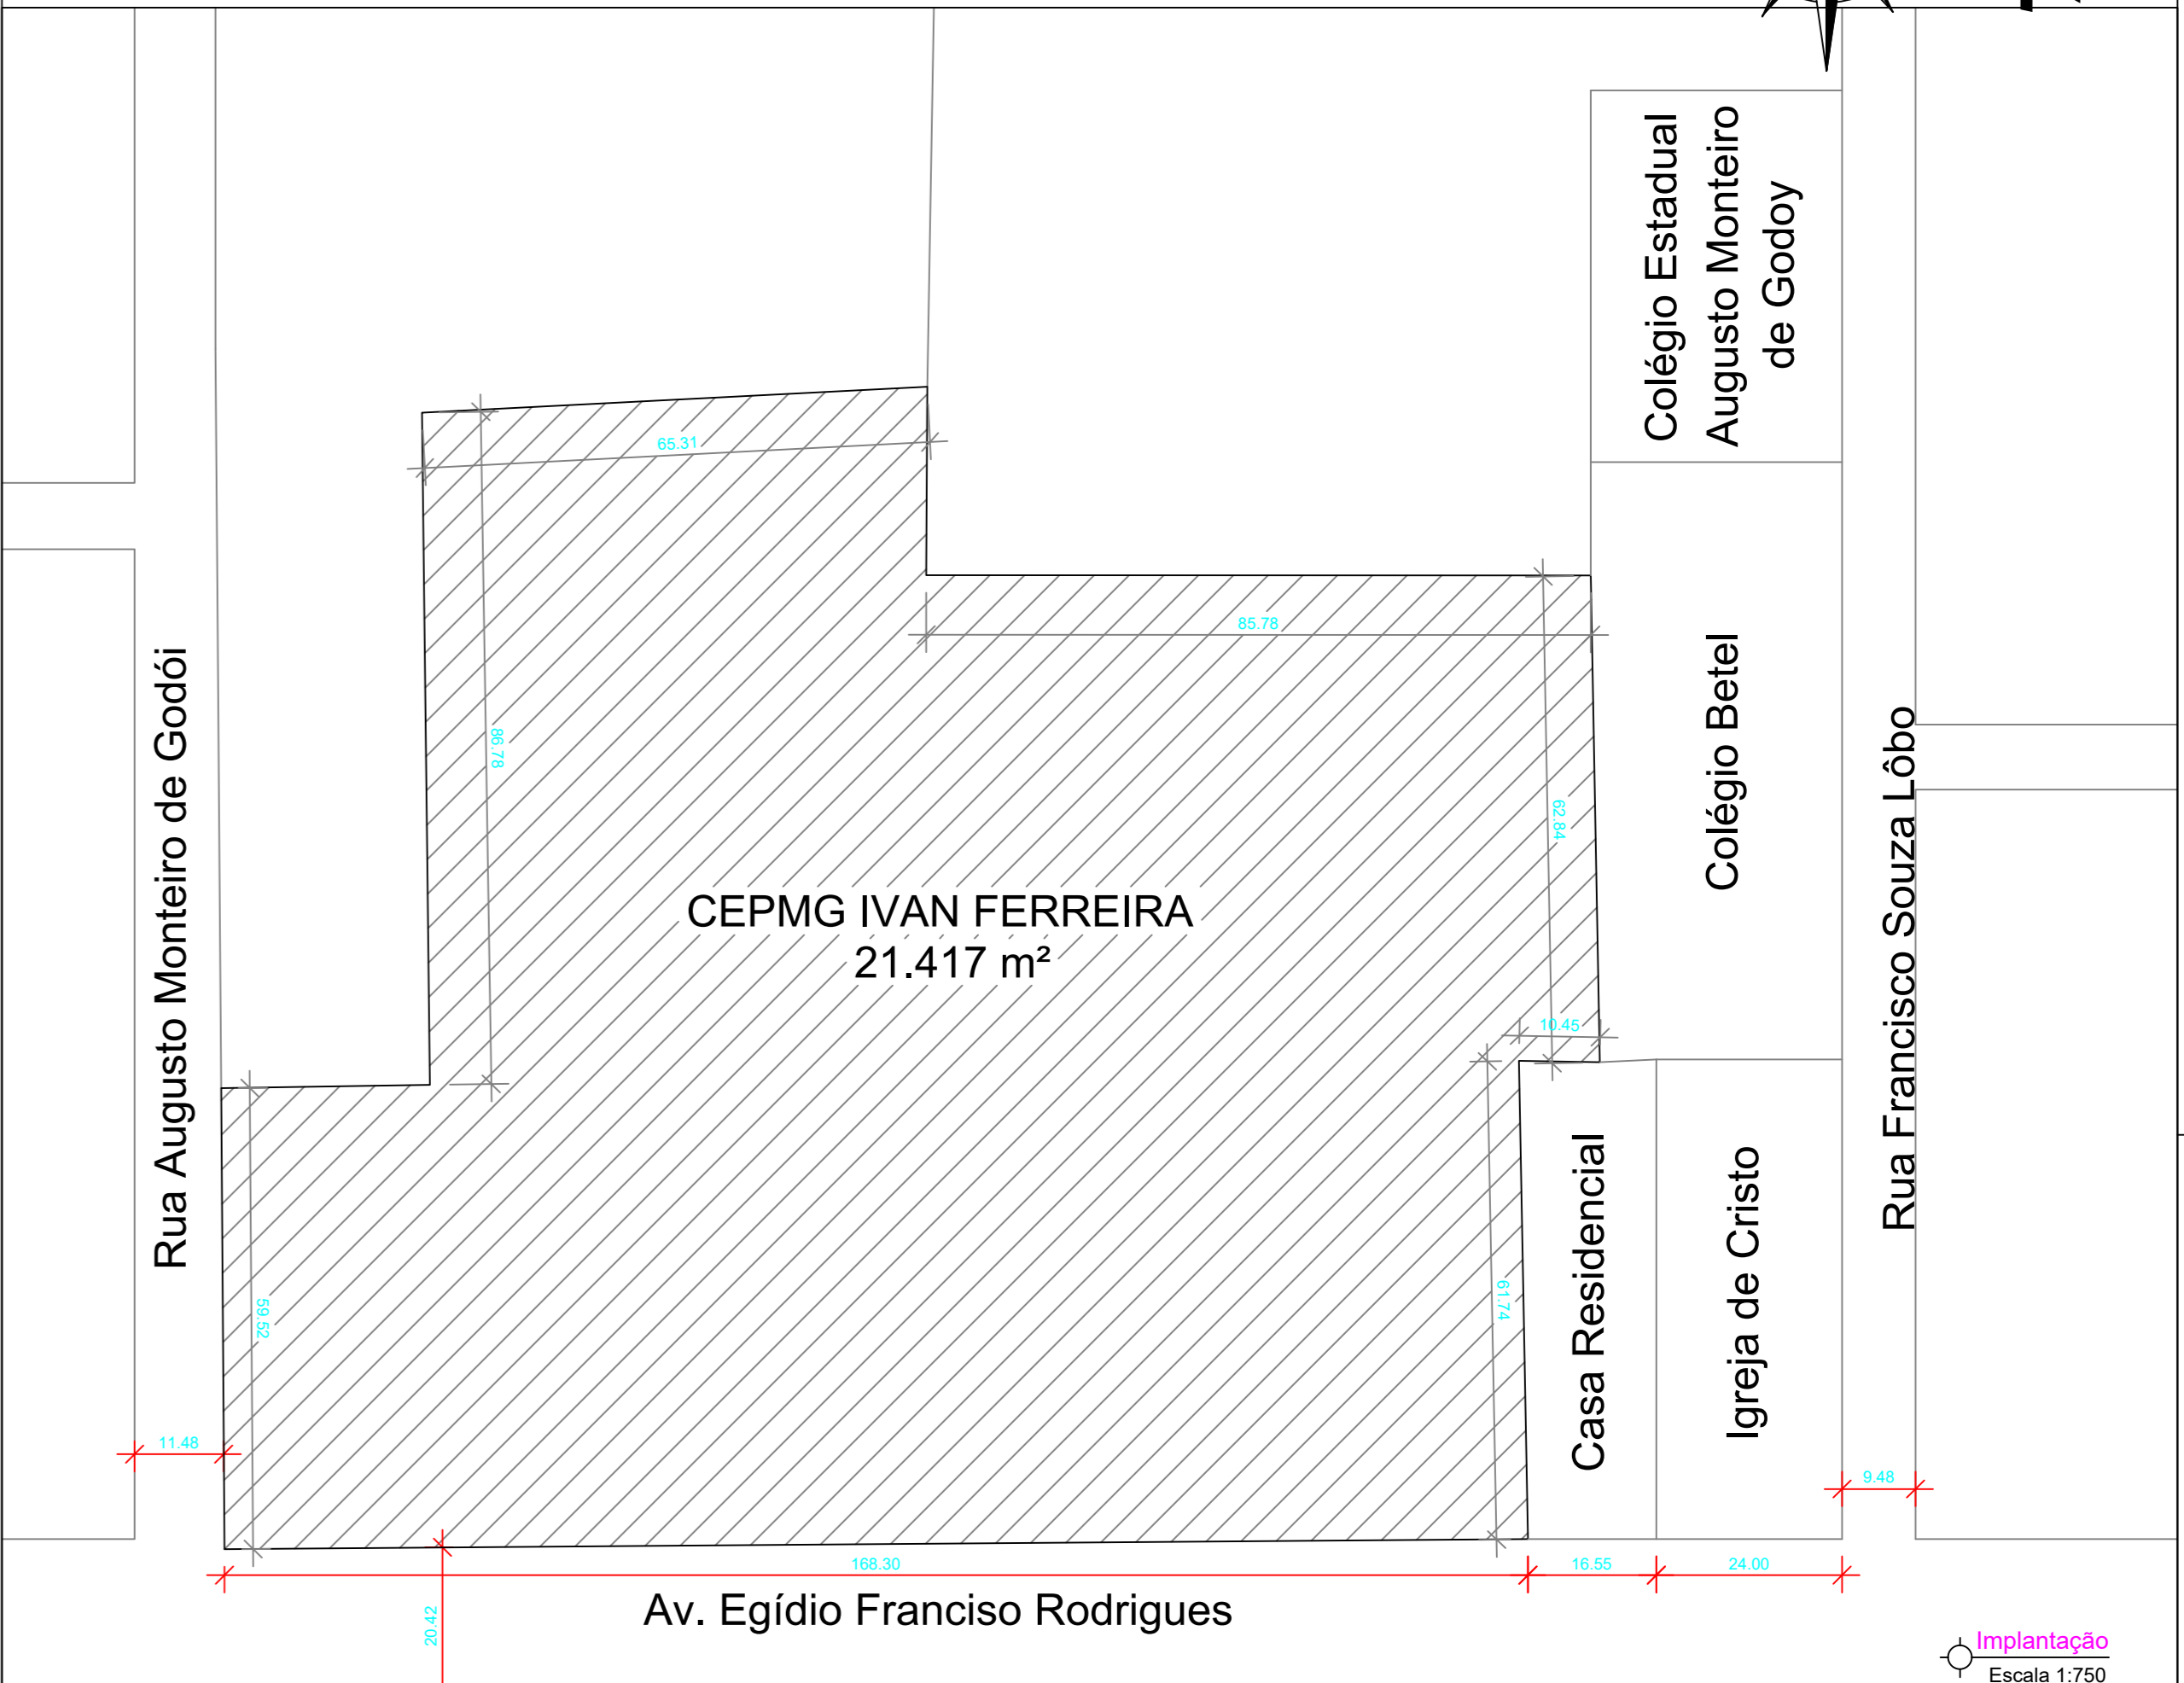 Colégio Estadual
Augusto Monteiro
de Godoy
65.31
85.78
86.78
62.84
Colégio Betel
Rua Augusto Monteiro de Godói
Rua Francisco Souza Lôbo
CEPMG IVAN FERREIRA
21.417 m²
10.45
59.52
61.74
Casa Residencial
Igreja de Cristo
11.48
9.48
168.30
16.55
24.00
20.42
Av. Egídio Franciso Rodrigues
Implantação
Escala 1:750